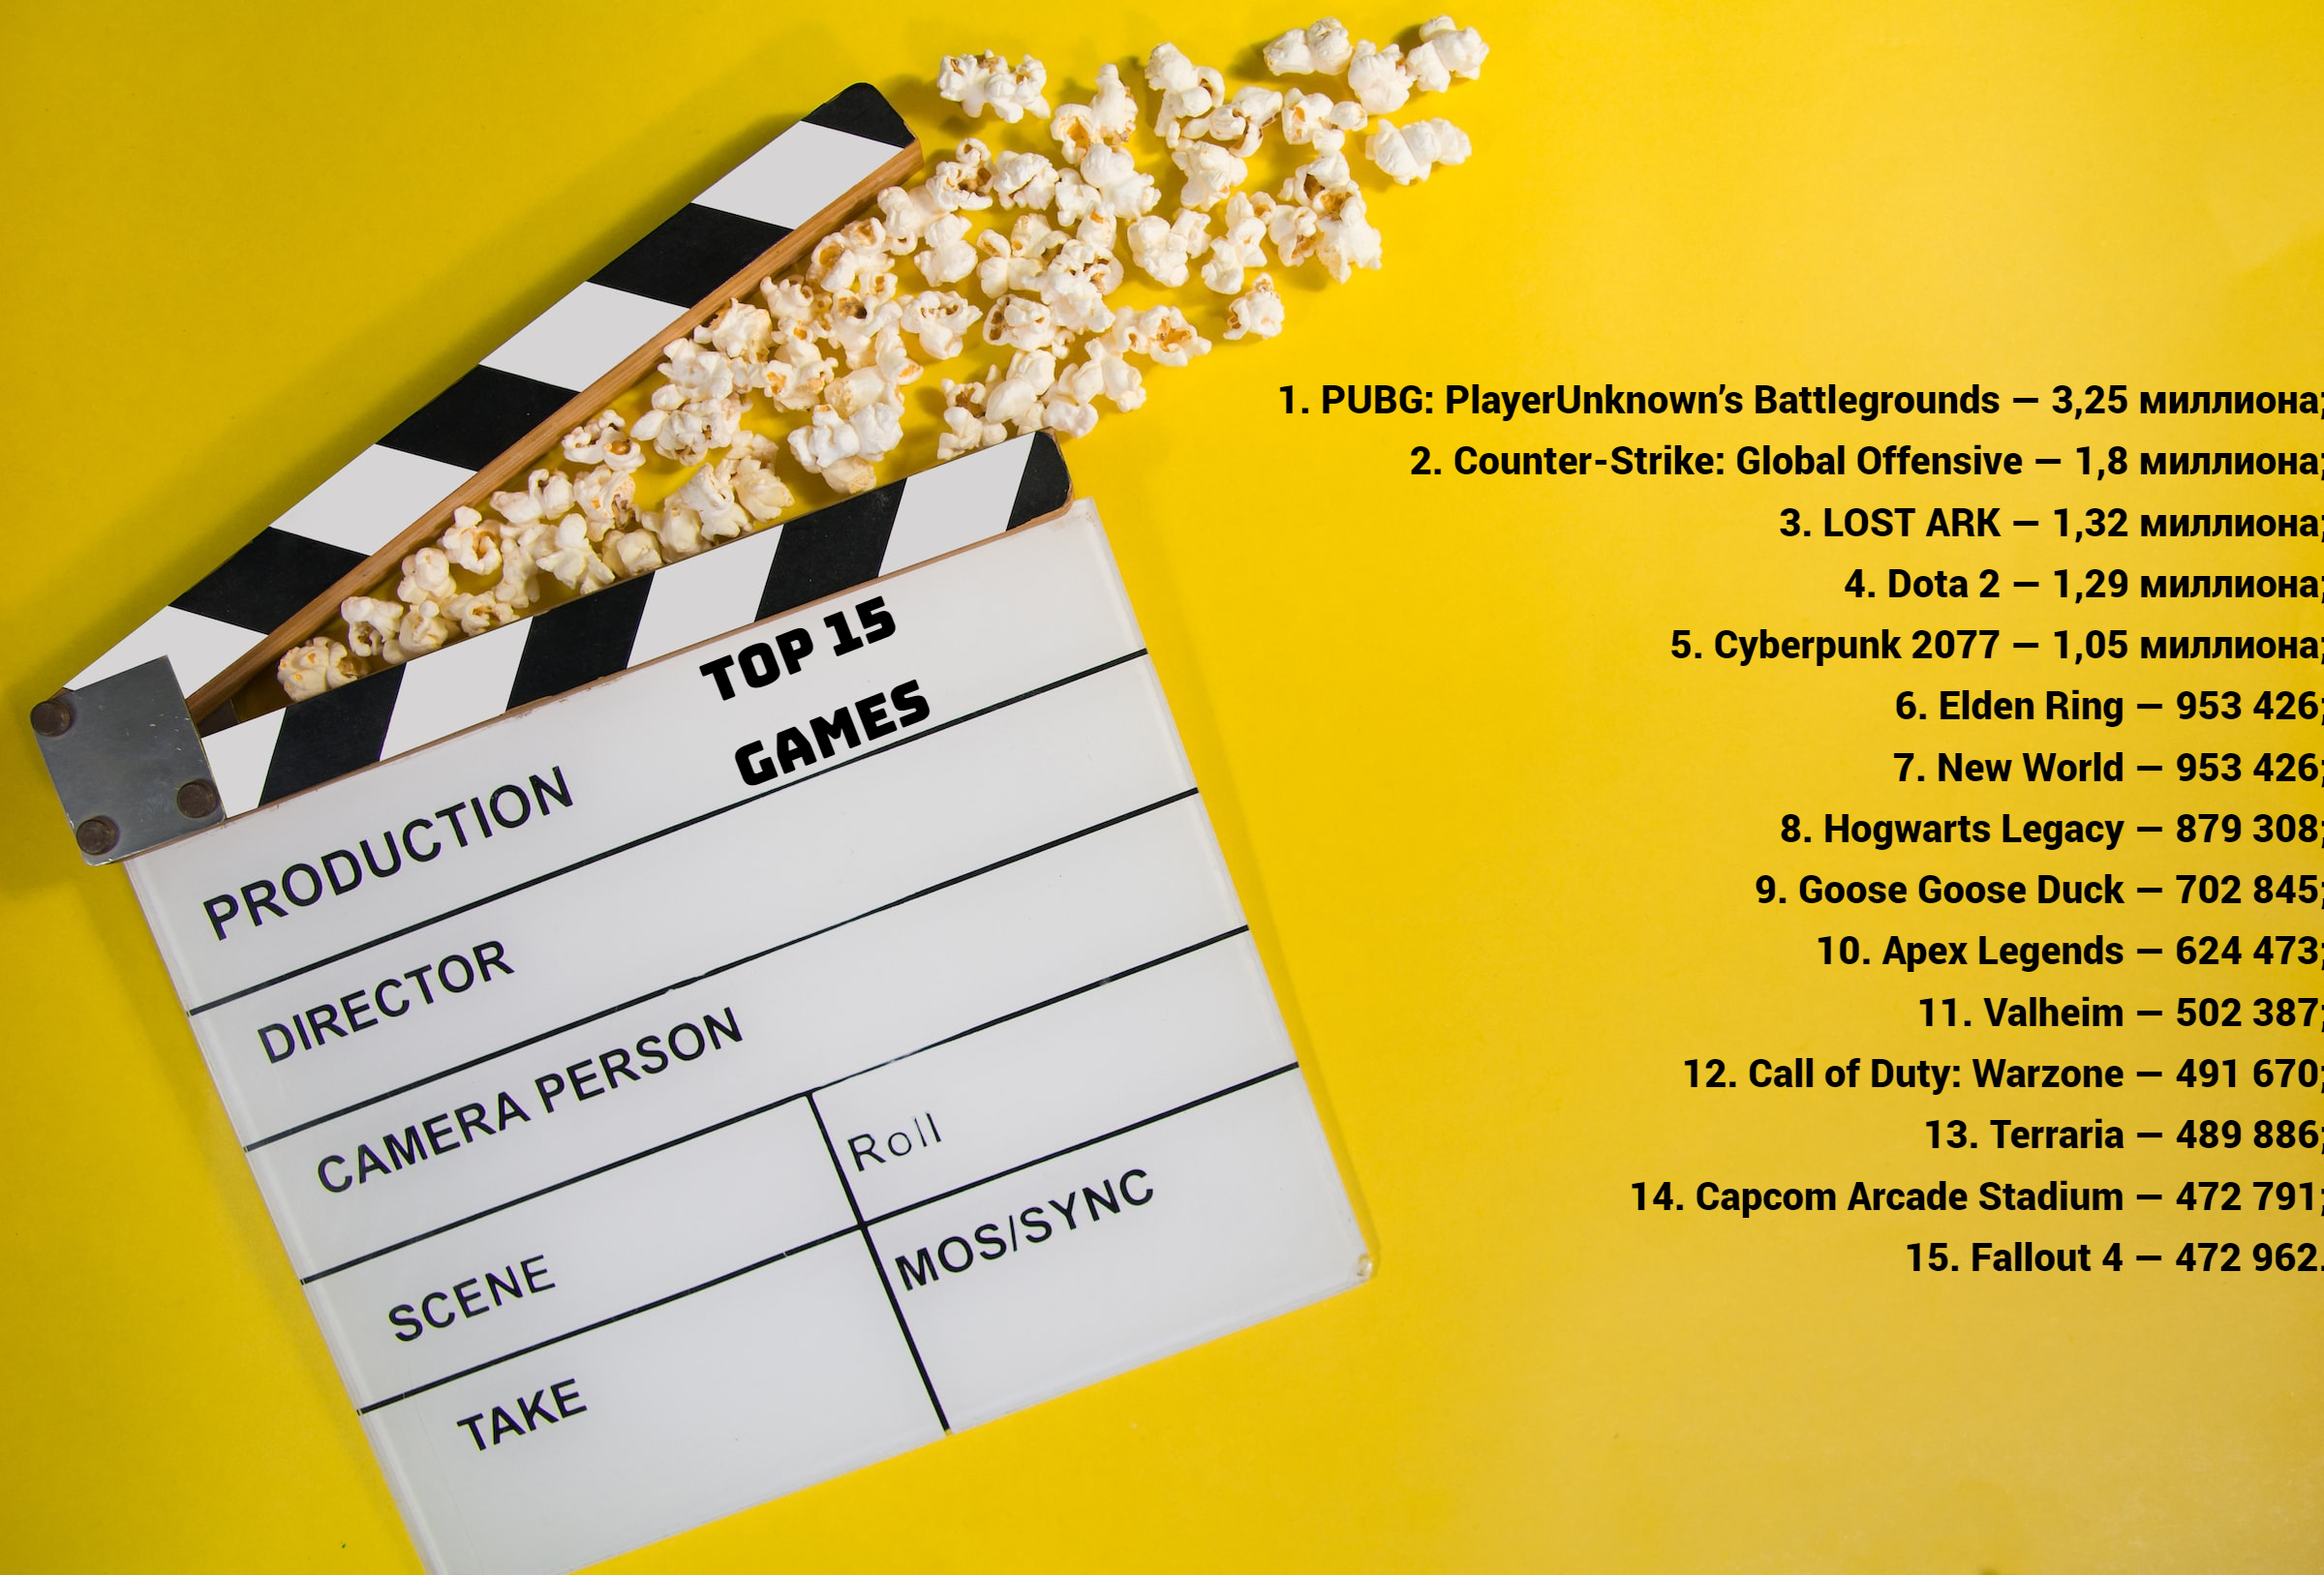 TOP 15
GAMES
PRODUCTION
DIRECTOR
CAMERA PERSON
SCENE
Roll
TAKE
MOS/SYNC
1. PUBG: PlayerUnknown’s Battlegrounds — 3,25 миллиона;
2. Counter-Strike: Global Offensive — 1,8 миллиона;
3. LOST ARK — 1,32 миллиона;
4. Dota 2 — 1,29 миллиона;
5. Cyberpunk 2077 — 1,05 миллиона;
6. Elden Ring — 953 426;
7. New World — 953 426;
8. Hogwarts Legacy — 879 308;
9. Goose Goose Duck — 702 845;
10. Apex Legends — 624 473;
11. Valheim — 502 387;
12. Call of Duty: Warzone — 491 670;
13. Terraria — 489 886;
14. Capcom Arcade Stadium — 472 791;
15. Fallout 4 — 472 962.